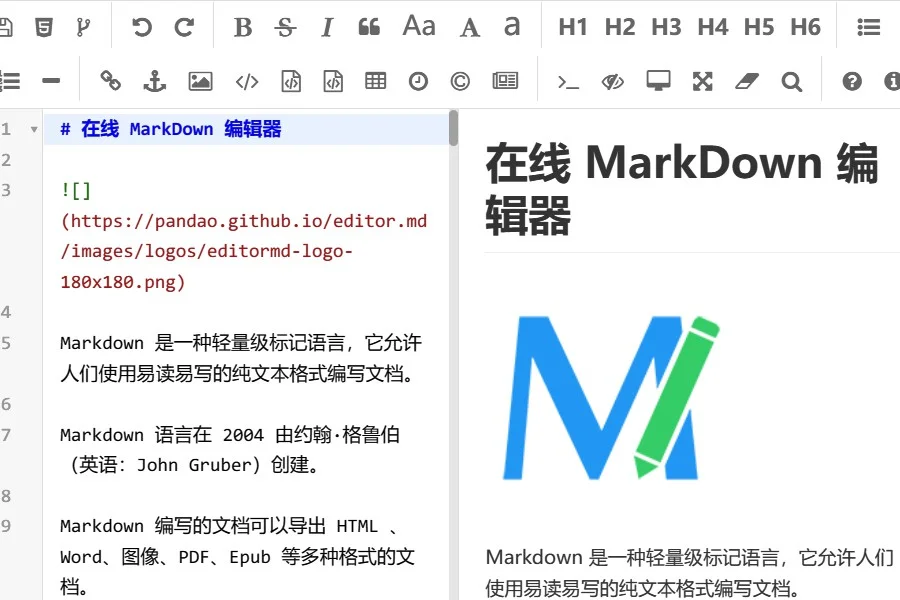 B S I Aa A a H1 H2 H3 H4 H5 H6
1 # 在线 MarkDown 编辑器
2
3 ![]
(https://pandao.github.io/editor.md
/images/logos/editormd-logo-
180x180.png)
4
5 Markdown 是一种轻量级标记语言，它允许
人们使用易读易写的纯文本格式编写文档。
6
7 Markdown 语言在 2004 由约翰·格鲁伯
（英语：John Gruber）创建。
8
9 Markdown 编写的文档可以导出 HTML 、
Word、图像、PDF、Epub 等多种格式的文
档。
在线 MarkDown 编
辑器
Markdown 是一种轻量级标记语言，它允许人们
使用易读易写的纯文本格式编写文档。